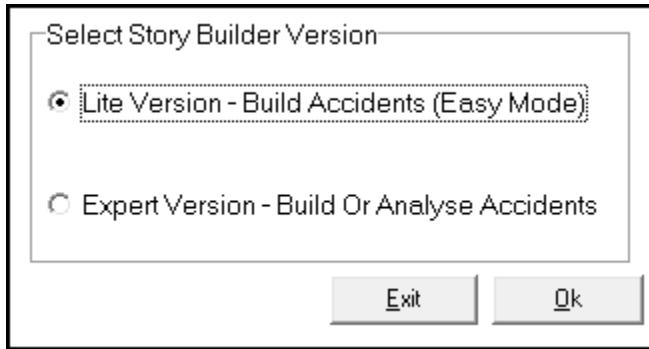 Select Story Builder Version
Lite Version - Build Accidents (Easy Mode)
Expert Version - Build Or Analyse Accidents
Exit
Ok